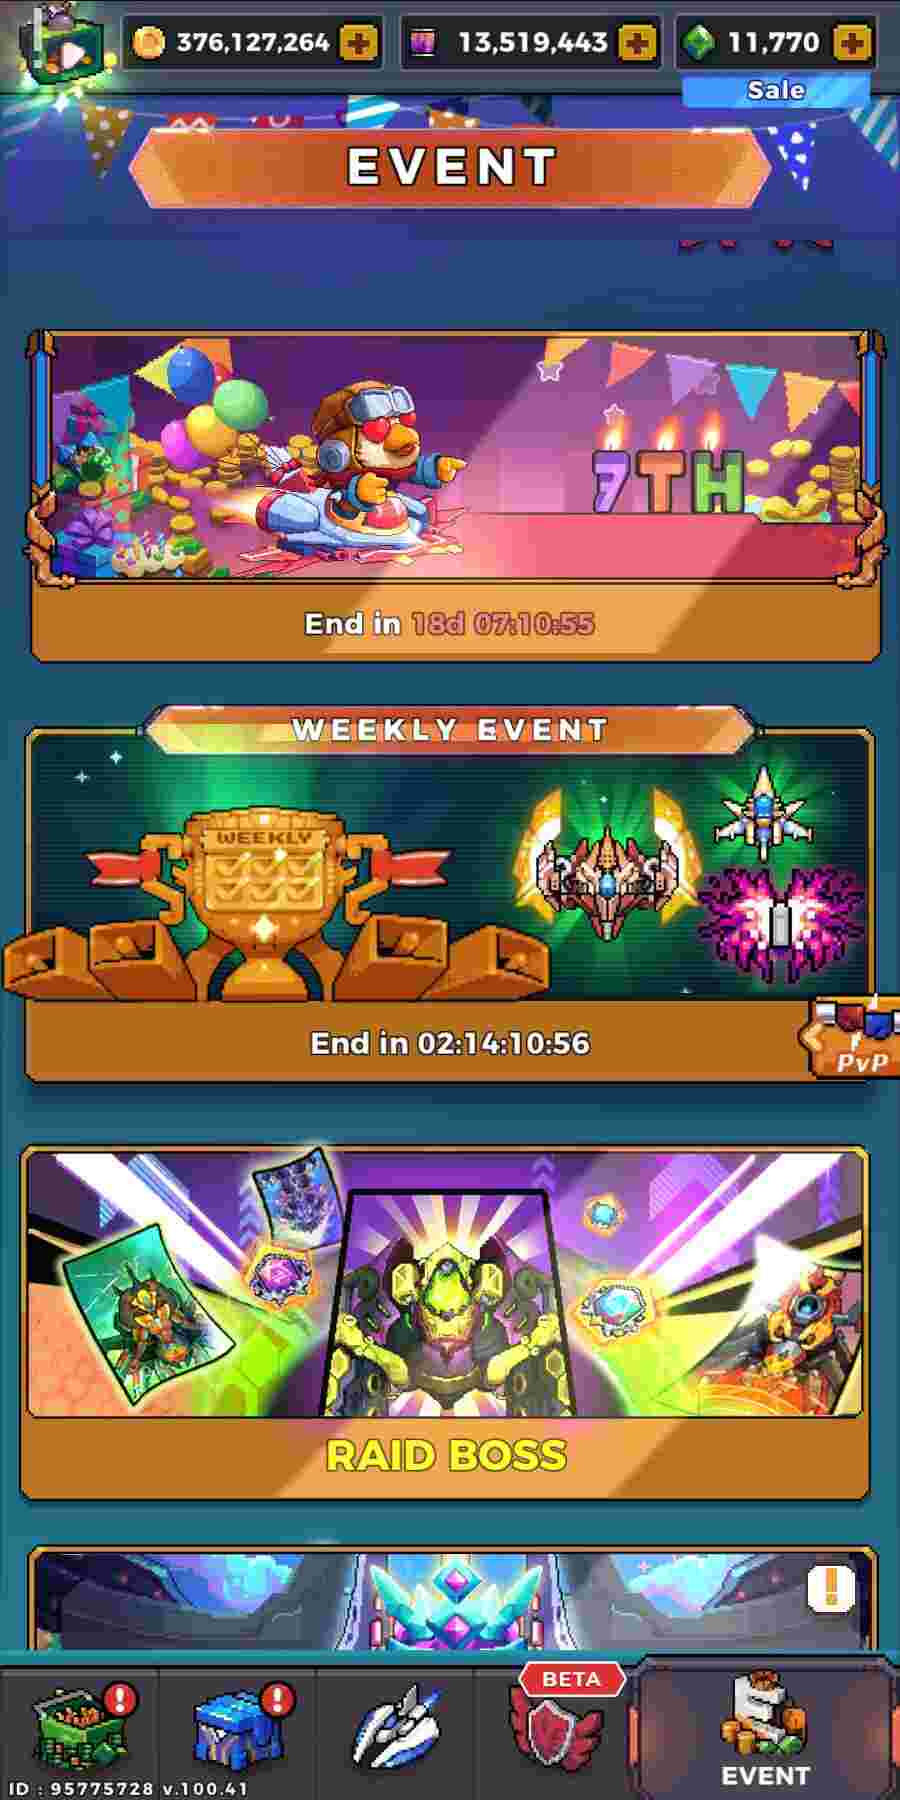 376,127,264
13,519,443
11,770
Sale
EVENT
7TH
End in 18d 07:10:55
WEEKLY EVENT
WEEKLY
End in 02:14:10:56
PvP
RAID BOSS
BETA
EVENT
ID : 95775728 v.100.41